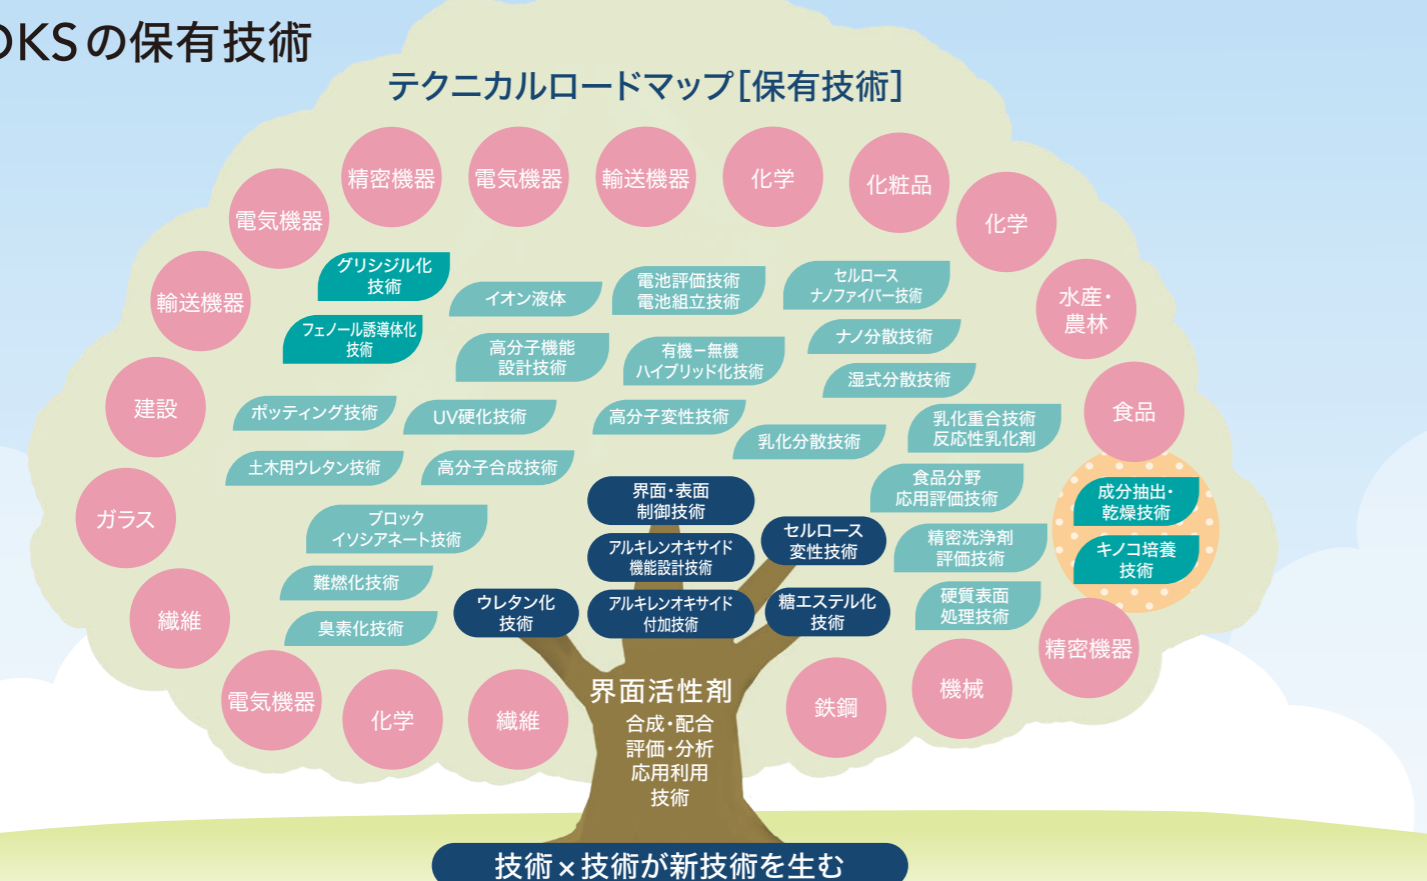 DKSの保有技術
テクニカルロードマップ［保有技術］
精密機器
電気機器
輸送機器
化学
化粧品
電気機器
化学
輸送機器
水産・
農林
建設
食品
ガラス
繊維
精密機器
電気機器
化学
繊維
鉄鋼
機械
グリシジル化
技術
イオン液体
電池評価技術
電池組立技術
セルロース
ナノファイバー技術
フェノール誘導体化
技術
高分子機能
設計技術
有機－無機
ハイブリッド化技術
ナノ分散技術
湿式分散技術
ポッティング技術
UV硬化技術
高分子変性技術
乳化分散技術
乳化重合技術
反応性乳化剤
土木用ウレタン技術
高分子合成技術
食品分野
応用評価技術
成分抽出・
乾燥技術
ブロック
イソシアネート技術
精密洗浄剤
評価技術
キノコ培養
技術
難燃化技術
硬質表面
処理技術
臭素化技術
界面・表面
制御技術
セルロース
変性技術
アルキレンオキサイド
機能設計技術
ウレタン化
技術
アルキレンオキサイド
付加技術
糖エステル化
技術
界面活性剤
合成・配合
評価・分析
応用利用
技術
技術×技術が新技術を生む